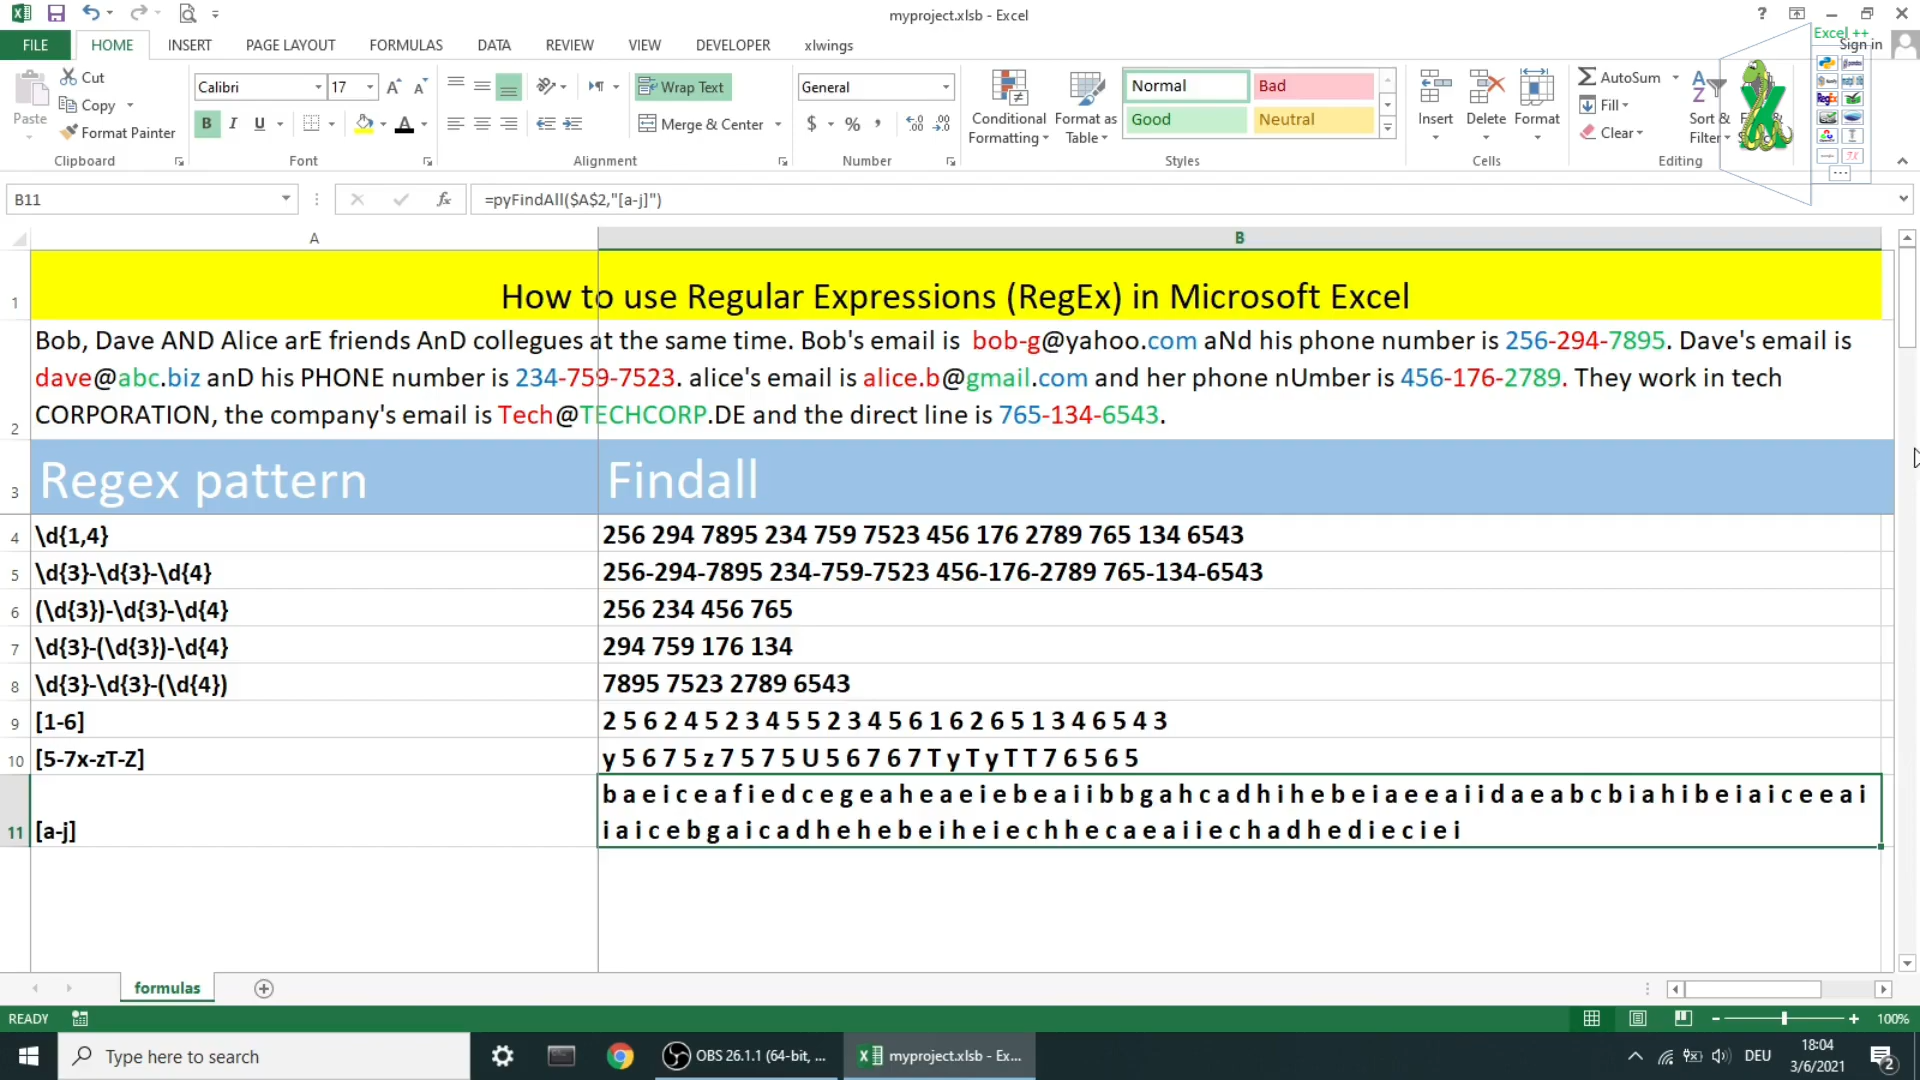 myproject.xlsb - Excel
FILE HOME INSERT PAGE LAYOUT FORMULAS DATA REVIEW VIEW DEVELOPER xlwings
Excel ++
Sign in
Paste
Cut
Copy
Format Painter
Clipboard
Calibri 17
B I U
Font
Wrap Text
Merge & Center
Alignment
General
$ % ,
Number
Conditional Formatting
Format as Table
Normal Bad
Good Neutral
Styles
Insert Delete Format
Cells
AutoSum
Fill
Clear
Sort & Filter
Editing
B11 fx =pyFindAll($A$2,"[a-j]")
A B
1 How to use Regular Expressions (RegEx) in Microsoft Excel
Bob, Dave AND Alice arE friends AnD collegues at the same time. Bob's email is  bob-g@yahoo.com aNd his phone number is 256-294-7895. Dave's email is
dave@abc.biz anD his PHONE number is 234-759-7523. alice's email is alice.b@gmail.com and her phone nUmber is 456-176-2789. They work in tech
2 CORPORATION, the company's email is Tech@TECHCORP.DE and the direct line is 765-134-6543.
3 Regex pattern Findall
4 \d{1,4} 256 294 7895 234 759 7523 456 176 2789 765 134 6543
5 \d{3}-\d{3}-\d{4} 256-294-7895 234-759-7523 456-176-2789 765-134-6543
6 (\d{3})-\d{3}-\d{4} 256 234 456 765
7 \d{3}-(\d{3})-\d{4} 294 759 176 134
8 \d{3}-\d{3}-(\d{4}) 7895 7523 2789 6543
9 [1-6] 2 5 6 2 4 5 2 3 4 5 5 2 3 4 5 6 1 6 2 6 5 1 3 4 6 5 4 3
10 [5-7x-zT-Z] y 5 6 7 5 z 7 5 7 5 U 5 6 7 6 7 T y T y T T 7 6 5 6 5
b a e i c e a f i e d c e g e a h e a e i e b e a i i b b g a h c a d h i h e b e i a e e a i i d a e a b c b i a h i b e i a i c e e a i
11 [a-j] i a i c e b g a i c a d h e h e b e i h e i e c h h e c a e a i i e c h a d h e d i e c i e i
formulas
READY 100%
Type here to search
OBS 26.1.1 (64-bit, ...
myproject.xlsb - Ex...
DEU
18:04
3/6/2021
2